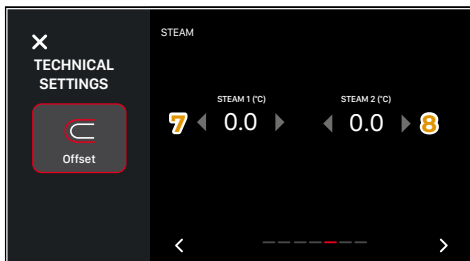 STEAM
TECHNICAL
SETTINGS
Offset
STEAM 1 (°C)
STEAM 2 (°C)
7
0.0
0.0
8